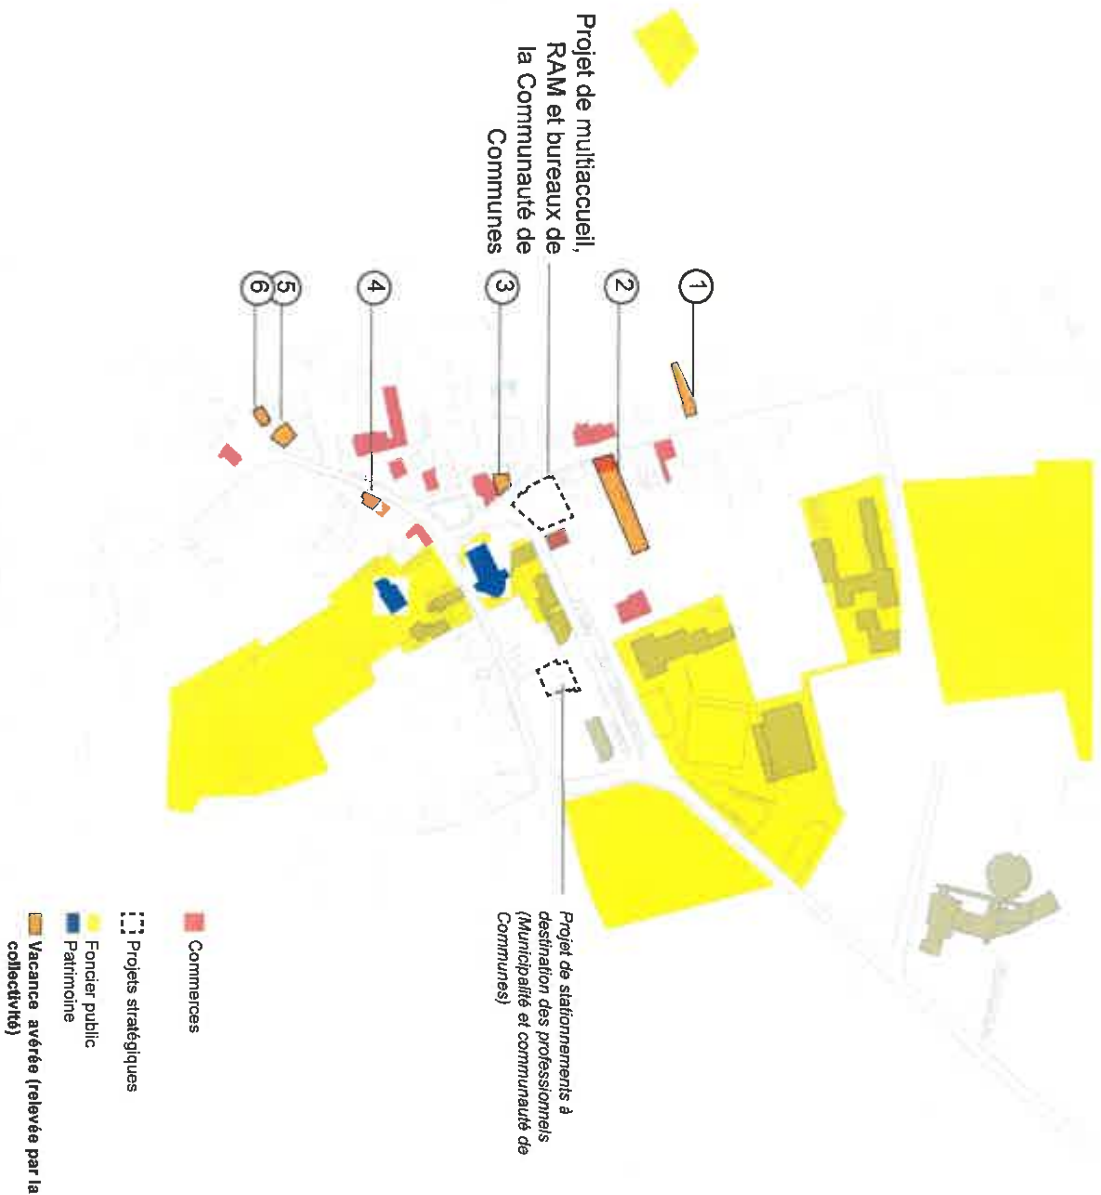 Projet de multiaccueil,
RAM et bureaux de
la Communauté de
Communes
1
2
3
4
5
6
Projet de stationnements à
destination des professionnels
(Municipalité et communauté de
Communes)
Commerces
Projets stratégiques
Foncier public
Patrimoine
Vacance avérée (relevée par la
collectivité)